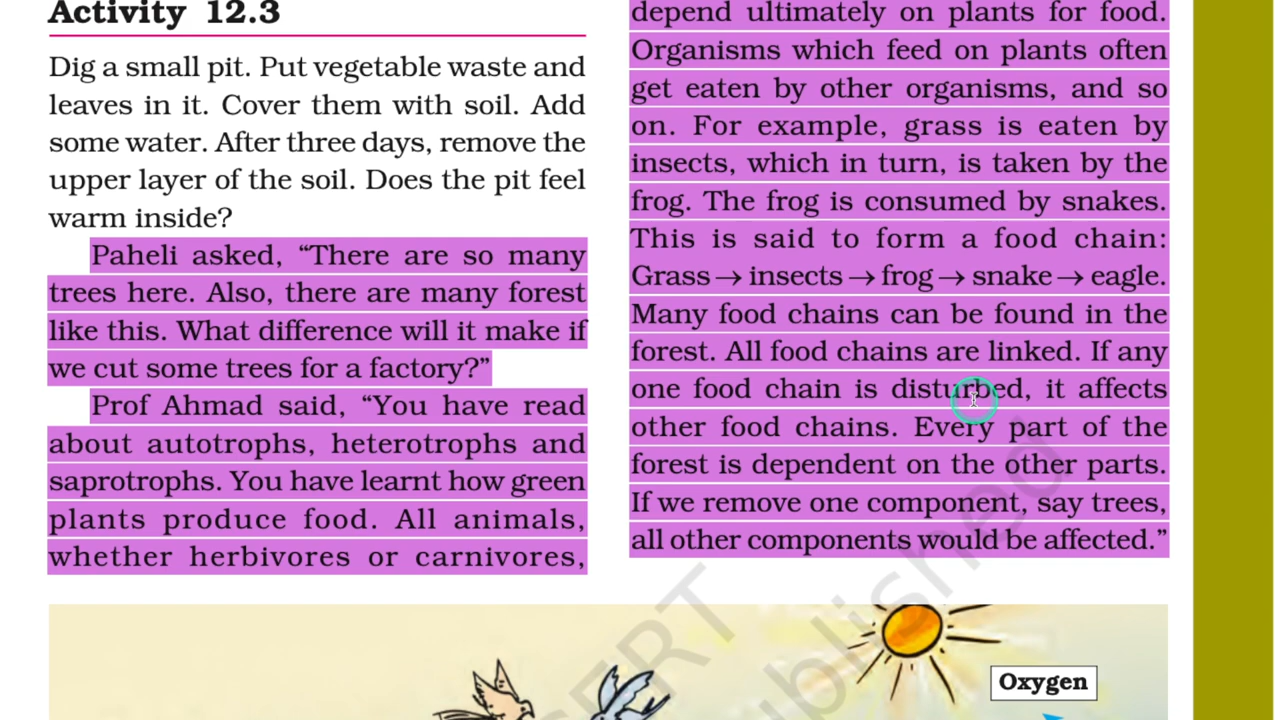 Activity 12.3
Dig a small pit. Put vegetable waste and
leaves in it. Cover them with soil. Add
some water. After three days, remove the
upper layer of the soil. Does the pit feel
warm inside?
Paheli asked, “There are so many
trees here. Also, there are many forest
like this. What difference will it make if
we cut some trees for a factory?”
Prof Ahmad said, “You have read
about autotrophs, heterotrophs and
saprotrophs. You have learnt how green
plants produce food. All animals,
whether herbivores or carnivores,
depend ultimately on plants for food.
Organisms which feed on plants often
get eaten by other organisms, and so
on. For example, grass is eaten by
insects, which in turn, is taken by the
frog. The frog is consumed by snakes.
This is said to form a food chain:
Grass→insects→frog→snake→eagle.
Many food chains can be found in the
forest. All food chains are linked. If any
one food chain is disturbed, it affects
other food chains. Every part of the
forest is dependent on the other parts.
If we remove one component, say trees,
all other components would be affected.”
Oxygen